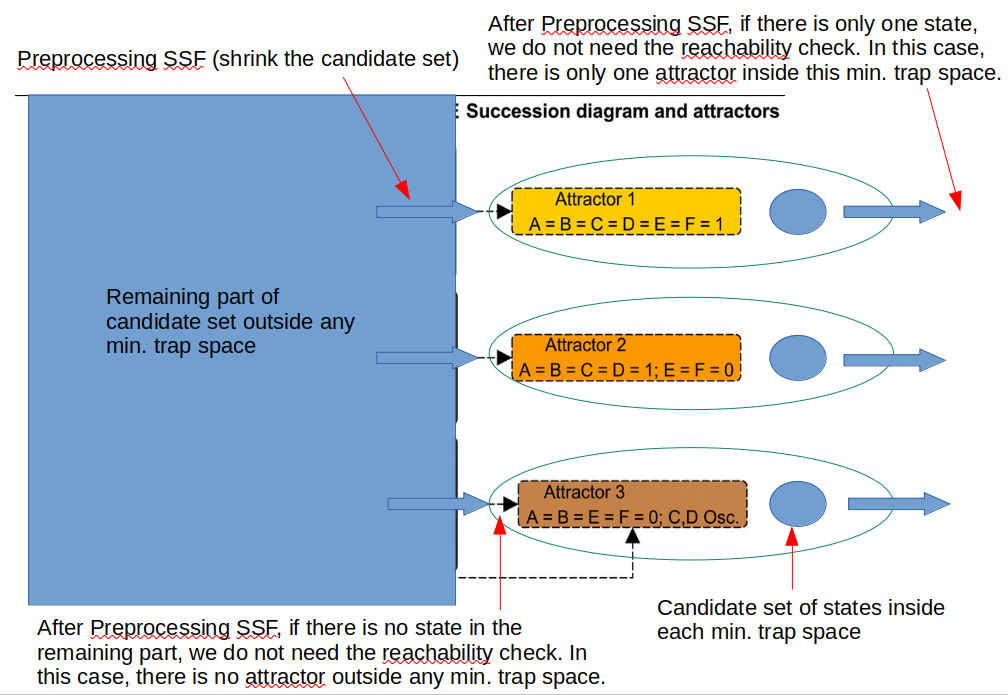 Preprocessing SSF (shrink the candidate set)
After Preprocessing SSF, if there is only one state,
we do not need the reachability check. In this case,
there is only one attractor inside this min. trap space.
Succession diagram and attractors
Attractor 1
A = B = C = D = E = F = 1
Remaining part of
candidate set outside any
min. trap space
Attractor 2
A = B = C = D = 1; E = F = 0
Attractor 3
A = B = E = F = 0; C,D Osc.
After Preprocessing SSF, if there is no state in the
remaining part, we do not need the reachability check. In
this case, there is no attractor outside any min. trap space.
Candidate set of states inside
each min. trap space